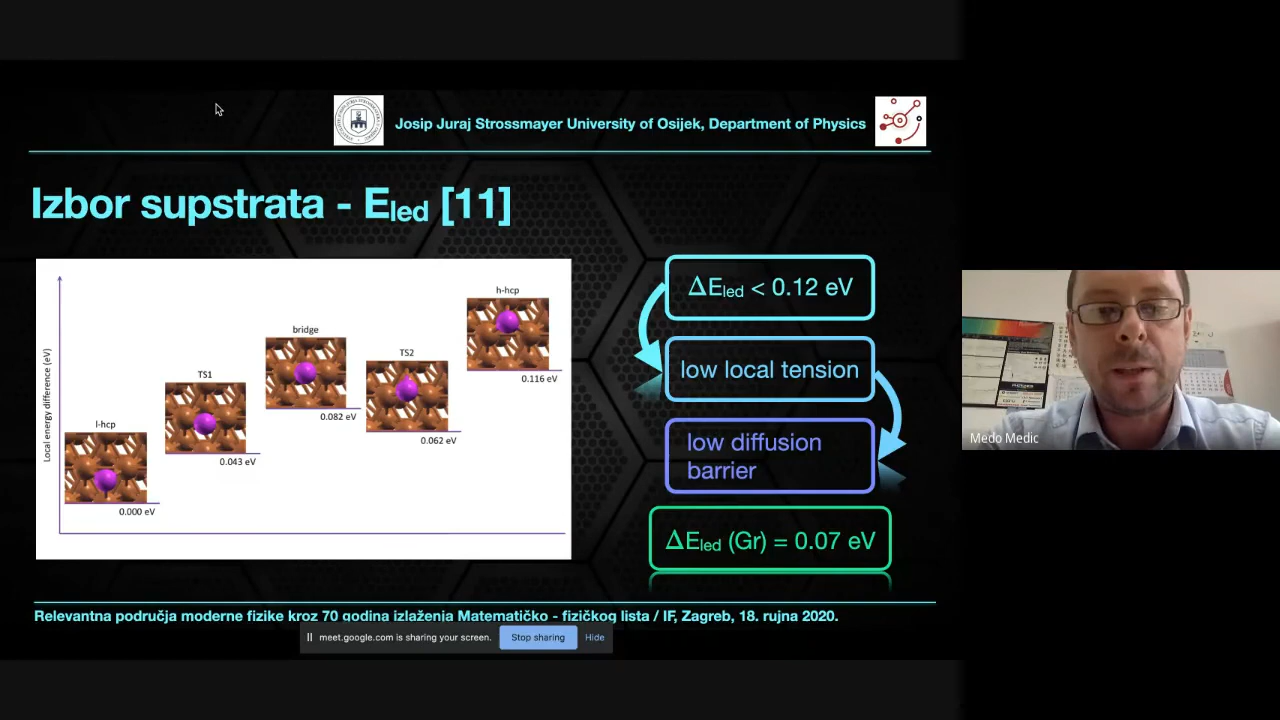 Josip Juraj Strossmayer University of Osijek, Department of Physics
Izbor supstrata - Eled [11]
Local energy difference (eV)
l-hcp
0.000 eV
TS1
0.043 eV
bridge
0.082 eV
TS2
0.062 eV
h-hcp
0.116 eV
ΔEled < 0.12 eV
low local tension
low diffusion
barrier
ΔEled (Gr) = 0.07 eV
Relevantna područja moderne fizike kroz 70 godina izlaženja Matematičko - fizičkog lista / IF, Zagreb, 18. rujna 2020.
meet.google.com is sharing your screen.
Stop sharing
Hide
Medo Medic